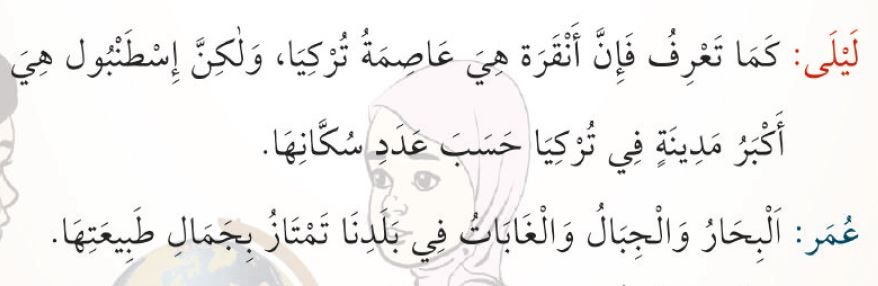 لَيْلَى: كَمَا تَعْرِفُ فَإِنَّ أَنْقَرَة هِيَ عَاصِمَةُ تُرْكِيَا، وَلٰكِنَّ إِسْطَنْبُول هِيَ
أَكْبَرُ مَدِينَةٍ فِي تُرْكِيَا حَسَبَ عَدَدِ سُكَّانِهَا.
عُمَر: اَلْبِحَارُ وَالْجِبَالُ وَالْغَابَاتُ فِي بَلَدِنَا تَمْتَازُ بِجَمَالِ طَبِيعَتِهَا.